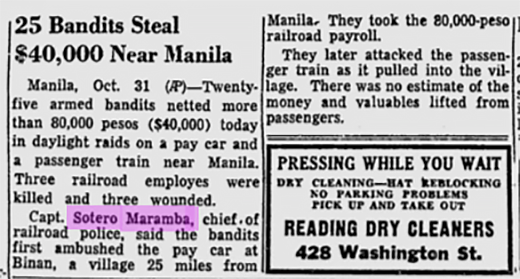 25 Bandits Steal
$40,000 Near Manila
Manila, Oct. 31 (AP)—Twenty-
five armed bandits netted more
than 80,000 pesos ($40,000) today
in daylight raids on a pay car and
a passenger train near Manila.
Three railroad employes were
killed and three wounded.
Capt. Sotero Maramba, chief of
railroad police, said the bandits
first ambushed the pay car at
Binan, a village 25 miles from
Manila. They took the 80,000-peso
railroad payroll.
They later attacked the passen-
ger train as it pulled into the vil-
lage. There was no estimate of the
money and valuables lifted from
passengers.
PRESSING WHILE YOU WAIT
DRY CLEANING—HAT REBLOCKING
NO PARKING PROBLEMS
PICK UP AND TAKE OUT
READING DRY CLEANERS
428 Washington St.